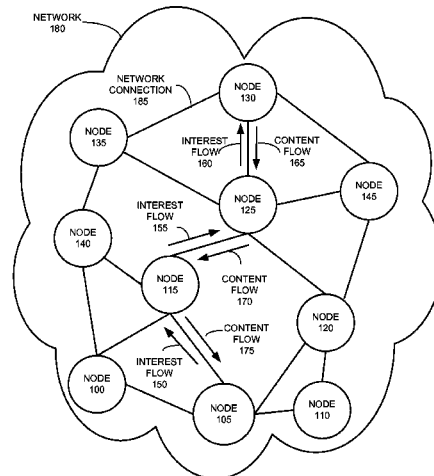 NETWORK
180
NETWORK
CONNECTION
185
NODE
130
NODE
135
INTEREST
FLOW
160
CONTENT
FLOW
165
NODE
125
NODE
145
INTEREST
FLOW
155
NODE
140
NODE
115
CONTENT
FLOW
170
NODE
120
CONTENT
FLOW
175
INTEREST
FLOW
150
NODE
100
NODE
105
NODE
110